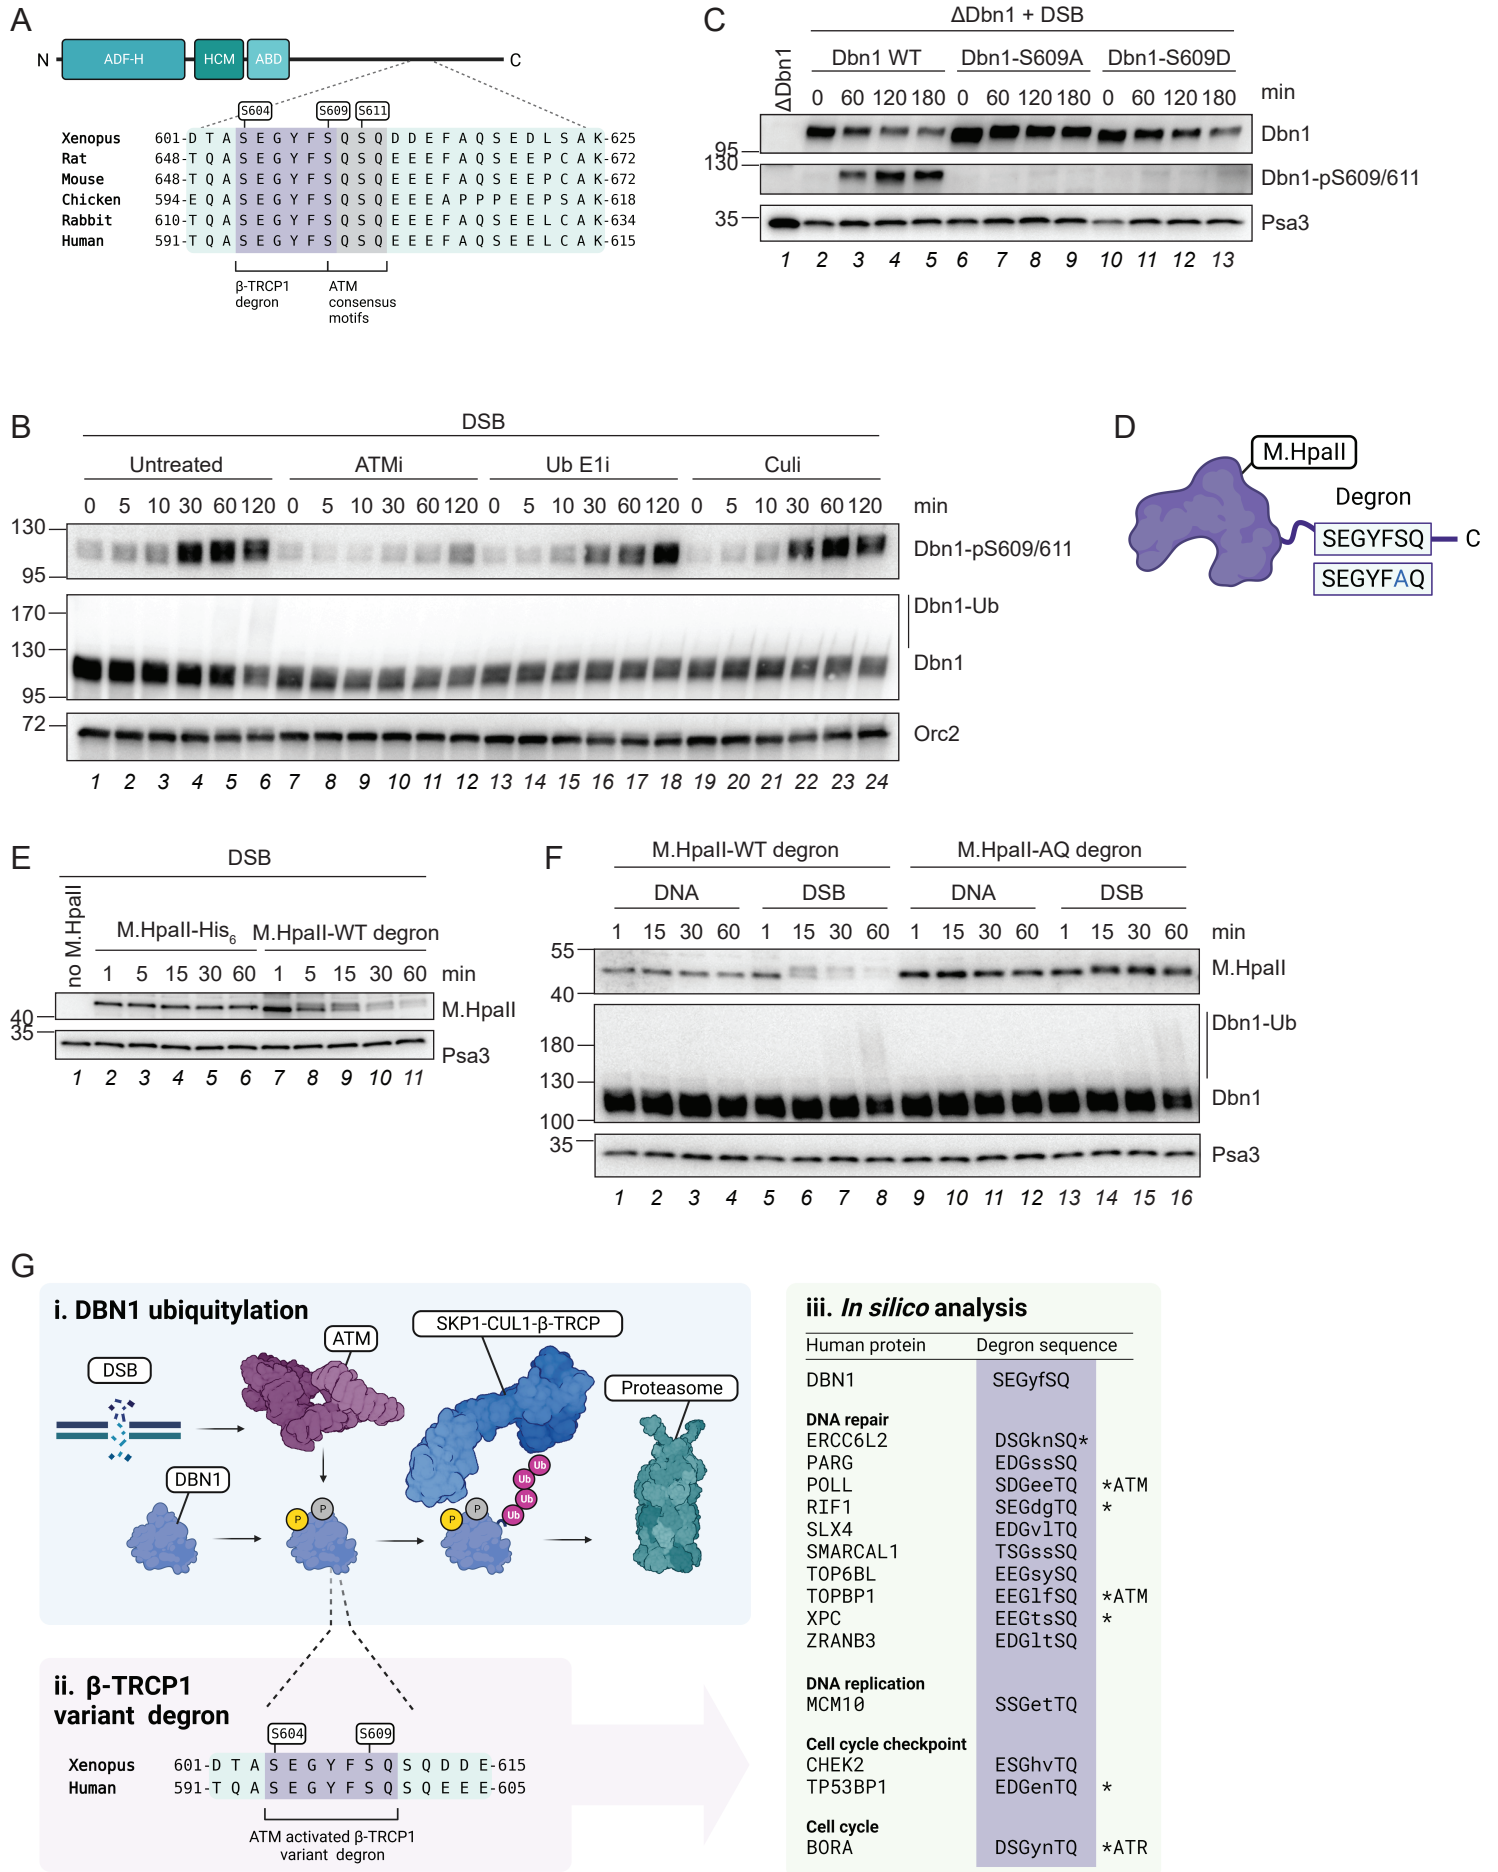 A
N
ADF-H
HCM
ABD
C
S604
S609
S611
Xenopus 601-D T A S E G Y F S Q S Q D D E F A Q S E D L S A K-625
Rat 648-T Q A S E G Y F S Q S Q E E E F A Q S E E P C A K-672
Mouse 648-T Q A S E G Y F S Q S Q E E E F A Q S E E P C A K-672
Chicken 594-E Q A S E G Y F S Q S Q E E E A P P P E E P S A K-618
Rabbit 610-T Q A S E G Y F S Q S Q E E E F A Q S E E L C A K-634
Human 591-T Q A S E G Y F S Q S Q E E E F A Q S E E L C A K-615
β-TRCP1
degron
ATM
consensus
motifs
C
ΔDbn1 + DSB
ΔDbn1
Dbn1 WT
Dbn1-S609A
Dbn1-S609D
0 60 120 180 0 60 120 180 0 60 120 180 min
Dbn1
95
130
Dbn1-pS609/611
35
Psa3
1 2 3 4 5 6 7 8 9 10 11 12 13
B
DSB
Untreated
ATMi
Ub E1i
Culi
0 5 10 30 60 120 0 5 10 30 60 120 0 5 10 30 60 120 0 5 10 30 60 120 min
130
Dbn1-pS609/611
95
Dbn1-Ub
170
130
Dbn1
95
72
Orc2
1 2 3 4 5 6 7 8 9 10 11 12 13 14 15 16 17 18 19 20 21 22 23 24
D
M.HpaII
Degron
SEGYFSQ
C
SEGYFAQ
E
DSB
no M.HpaII
M.HpaII-His6
M.HpaII-WT degron
1 5 15 30 60 1 5 15 30 60 min
M.HpaII
40
35
Psa3
1 2 3 4 5 6 7 8 9 10 11
F
M.HpaII-WT degron
M.HpaII-AQ degron
DNA
DSB
DNA
DSB
1 15 30 60 1 15 30 60 1 15 30 60 1 15 30 60 min
55
M.HpaII
40
Dbn1-Ub
180
130
Dbn1
100
35
Psa3
1 2 3 4 5 6 7 8 9 10 11 12 13 14 15 16
G
i. DBN1 ubiquitylation
DSB
ATM
SKP1-CUL1-β-TRCP
Proteasome
DBN1
P
P
P
P
Ub
Ub
Ub
Ub
ii. β-TRCP1
variant degron
S604
S609
Xenopus 601-D T A S E G Y F S Q S Q D D E-615
Human 591-T Q A S E G Y F S Q S Q E E E-605
ATM activated β-TRCP1
variant degron
iii. In silico analysis
Human protein Degron sequence
DBN1 SEGyfSQ
DNA repair
ERCC6L2 DSGknSQ*
PARG EDGssSQ
POLL SDGeeTQ *ATM
RIF1 SEGdgTQ *
SLX4 EDGvlTQ
SMARCAL1 TSGssSQ
TOP6BL EEGsySQ
TOPBP1 EEGlfSQ *ATM
XPC EEGtsSQ *
ZRANB3 EDGltSQ
DNA replication
MCM10 SSGetTQ
Cell cycle checkpoint
CHEK2 ESGhvTQ
TP53BP1 EDGenTQ *
Cell cycle
BORA DSGynTQ *ATR